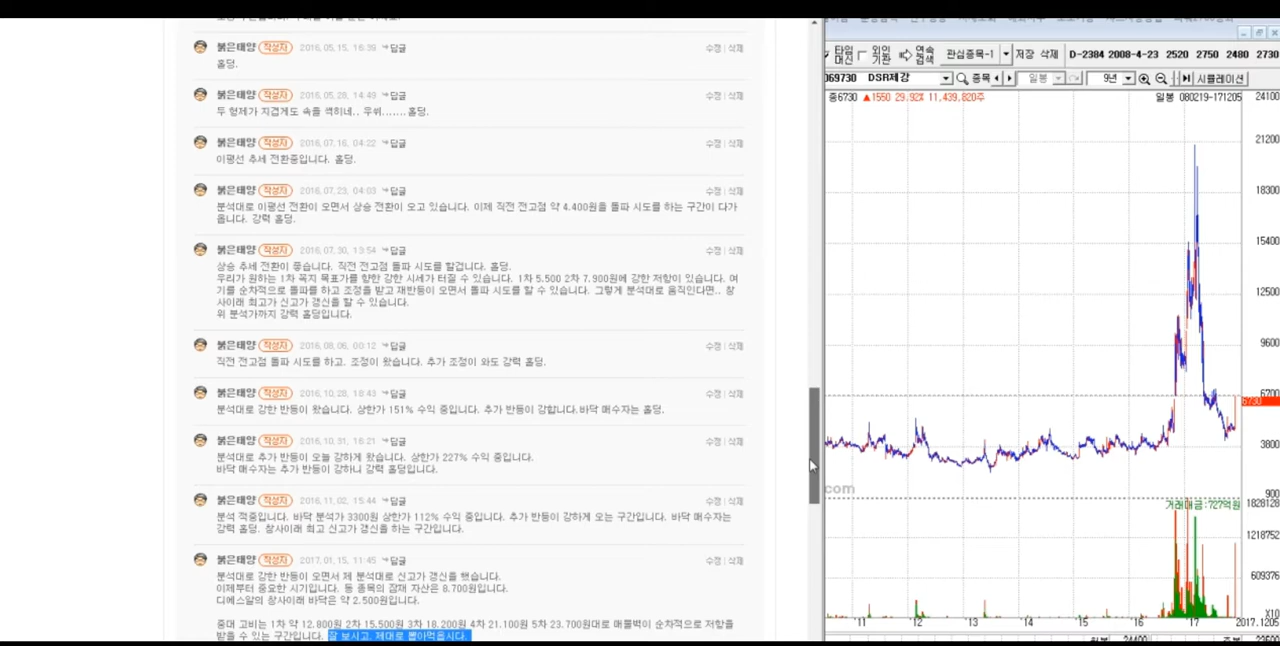 붉은태양 작성자 2016.05.15. 16:39 답글 수정 | 삭제
홀딩.
붉은태양 작성자 2016.05.28. 14:49 답글 수정 | 삭제
두 형제가 지겹게도 속을 썩히네.. 우쒸.......홀딩.
붉은태양 작성자 2016.07.16. 04:22 답글 수정 | 삭제
이평선 추세 전환중입니다. 홀딩.
붉은태양 작성자 2016.07.23. 04:03 답글 수정 | 삭제
분석대로 이평선 전환이 오면서 상승 전환이 오고 있습니다. 이제 직전 전고점 약 4.400원을 돌파 시도를 하는 구간이 다가
옵니다. 강력 홀딩.
붉은태양 작성자 2016.07.30. 13:54 답글 수정 | 삭제
상승 추세 전환이 좋습니다. 직전 전고점 돌파 시도를 할겁니다. 홀딩.
우리가 원하는 1차 꼭지 목표가를 향한 강한 시세가 터질 수 있습니다. 1차 5.500 2차 7.900원에 강한 저항이 있습니다. 여
기를 순차적으로 돌파를 하고 조정을 받고 재반등이 오면서 돌파 시도를 할 수 있습니다. 그렇게 분석대로 움직인다면.. 창
사이래 최고가 신고가 갱신을 할 수 있습니다.
위 분석가까지 강력 홀딩입니다.
붉은태양 작성자 2016.08.06. 00:12 답글 수정 | 삭제
직전 전고점 돌파 시도를 하고. 조정이 왔습니다. 추가 조정이 와도 강력 홀딩.
붉은태양 작성자 2016.10.28. 18:43 답글 수정 | 삭제
분석대로 강한 반등이 왔습니다. 상한가 151% 수익 중입니다. 추가 반등이 강합니다.바닥 매수자는 홀딩.
붉은태양 작성자 2016.10.31. 18:21 답글 수정 | 삭제
분석대로 추가 반등이 오늘 강하게 왔습니다. 상한가 227% 수익 중입니다.
바닥 매수자는 추가 반등이 강하니 강력 홀딩입니다.
붉은태양 작성자 2016.11.02. 15:44 답글 수정 | 삭제
분석 적중입니다. 바닥 분석가 3300원 상한가 112% 수익 중입니다. 추가 반등이 강하게 오는 구간입니다. 바닥 매수자는
강력 홀딩. 창사이래 최고 신고가 갱신을 하는 구간입니다.
붉은태양 작성자 2017.01.15. 11:45 답글 수정 | 삭제
분석대로 강한 반등이 오면서 제 분석대로 신고가 갱신을 했습니다.
이제부터 중요한 시기입니다. 동 종목의 잠재 자산은 8.700원입니다.
디에스알의 창사이래 바닥은 약 2.500원입니다.
중대 고비는 1차 약 12.800원 2차 15.500원 3차 18.200원 4차 21.100원 5차 23.700원대로 매물벽이 순차적으로 저항을
받을 수 있는 구간입니다. 잘 보시고. 제대로 뽑아먹읍시다.
타임머신 외인기관 연속검색 관심종목-1 저장 삭제 D-2384 2008-4-23 2520 2750 2480 2730
069730 DSR제강 종목 일봉 9년 시뮬레이션
종6730 ▲1550 29.92% 11,439,820주 일봉 080219-171205
24100
21200
18300
15400
12500
9600
6700
6730
3800
900
com
거래대금:727억원
1828128
1218752
609376
X10
'11 '12 '13 '14 '15 '16 '17 2017.12.05